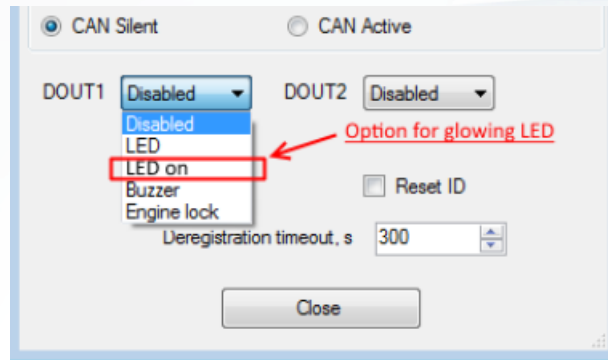 CAN Silent CAN Active
DOUT1 Disabled DOUT2 Disabled
Disabled
Option for glowing LED
LED
LED on
Buzzer
Reset ID
Engine lock
Deregistration timeout, s 300
Close